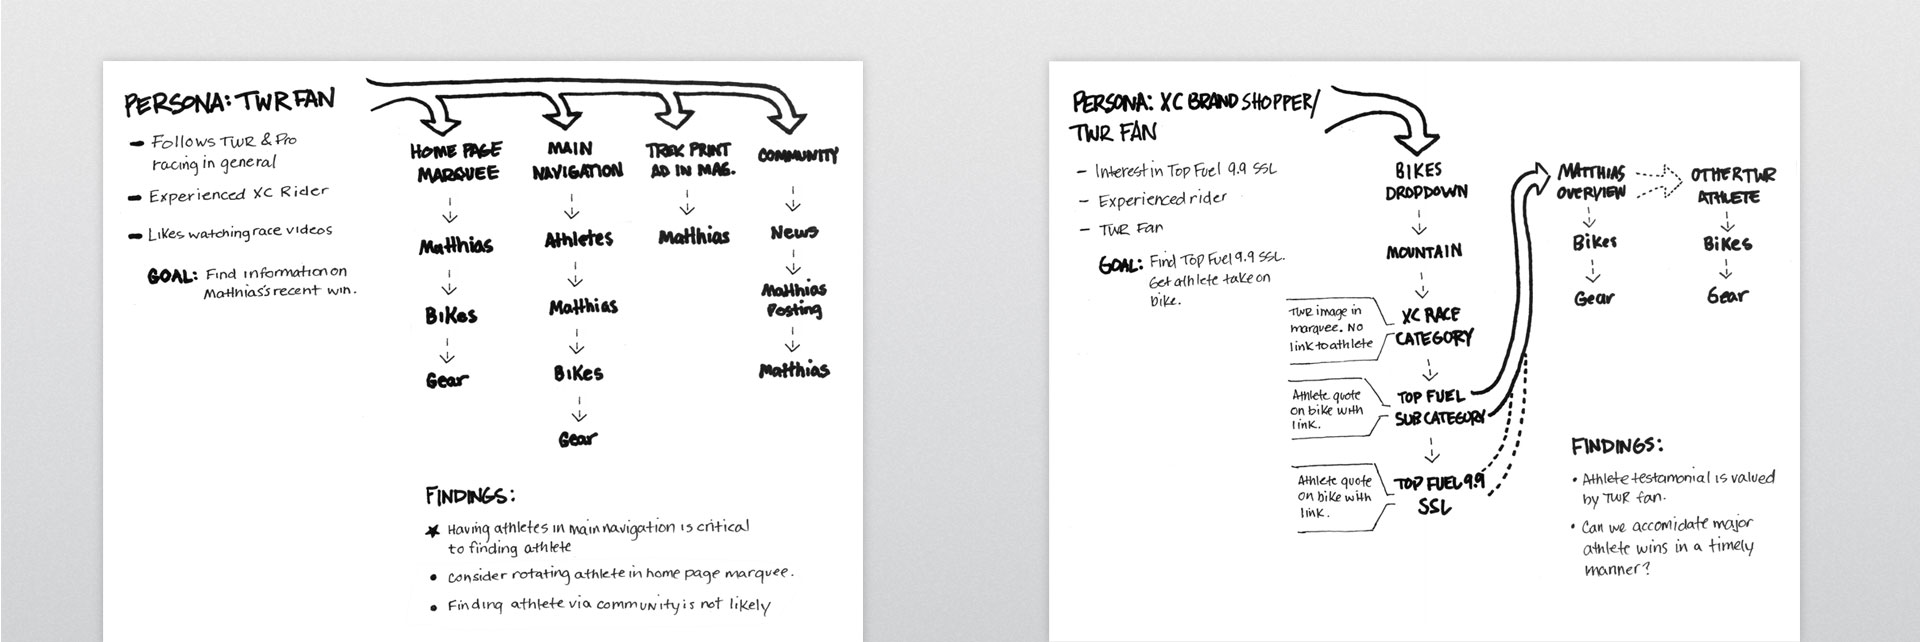 PERSONA: TWR FAN
- Follows TWR & Pro
racing in general
- Experienced XC Rider
- Likes watching race videos
GOAL: Find information on
Matthias's recent win.
HOME PAGE
MARQUEE
Matthias
Bikes
Gear
MAIN
NAVIGATION
Athletes
Matthias
Bikes
Gear
TREK PRINT
AD IN MAG.
Matthias
COMMUNITY
News
Matthias
Posting
Matthias
FINDINGS:
★ Having athletes in main navigation is critical
to finding athlete
• Consider rotating athlete in home page marquee.
• Finding athlete via community is not likely
PERSONA: XC BRAND SHOPPER/
TWR FAN
- Interest in Top Fuel 9.9 SSL
- Experienced rider
- TWR Fan
GOAL: Find Top Fuel 9.9 SSL.
Get athlete take on
bike.
BIKES
DROPDOWN
MOUNTAIN
XC RACE
CATEGORY
TWR image in
marquee. No
link to athlete
TOP FUEL
SUBCATEGORY
Athlete quote
on bike with
link.
TOP FUEL 9.9
SSL
Athlete quote
on bike with
link.
MATTHIAS
OVERVIEW
Bikes
Gear
OTHER TWR
ATHLETE
Bikes
Gear
FINDINGS:
• Athlete testamonial is valued
by TWR fan.
• Can we accomidate major
athlete wins in a timely
manner?